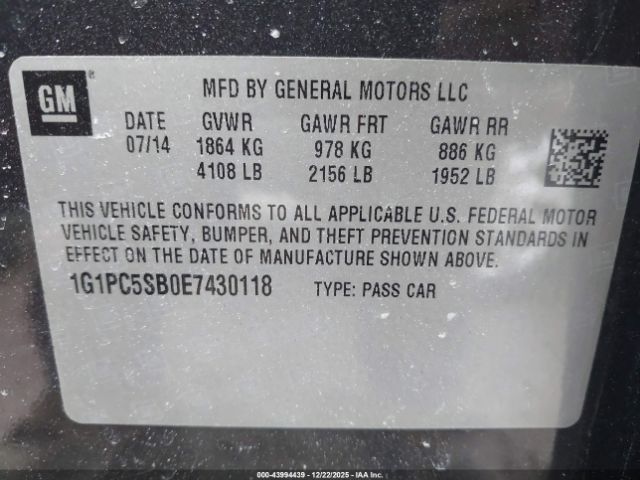 GM
®
MFD BY GENERAL MOTORS LLC
DATE GVWR GAWR FRT GAWR RR
07/14 1864 KG 978 KG 886 KG
4108 LB 2156 LB 1952 LB
THIS VEHICLE CONFORMS TO ALL APPLICABLE U.S. FEDERAL MOTOR
VEHICLE SAFETY, BUMPER, AND THEFT PREVENTION STANDARDS IN
EFFECT ON THE DATE OF MANUFACTURE SHOWN ABOVE.
1G1PC5SB0E7430118 TYPE: PASS CAR
000-43994439 - 12/22/2025 - IAA Inc.